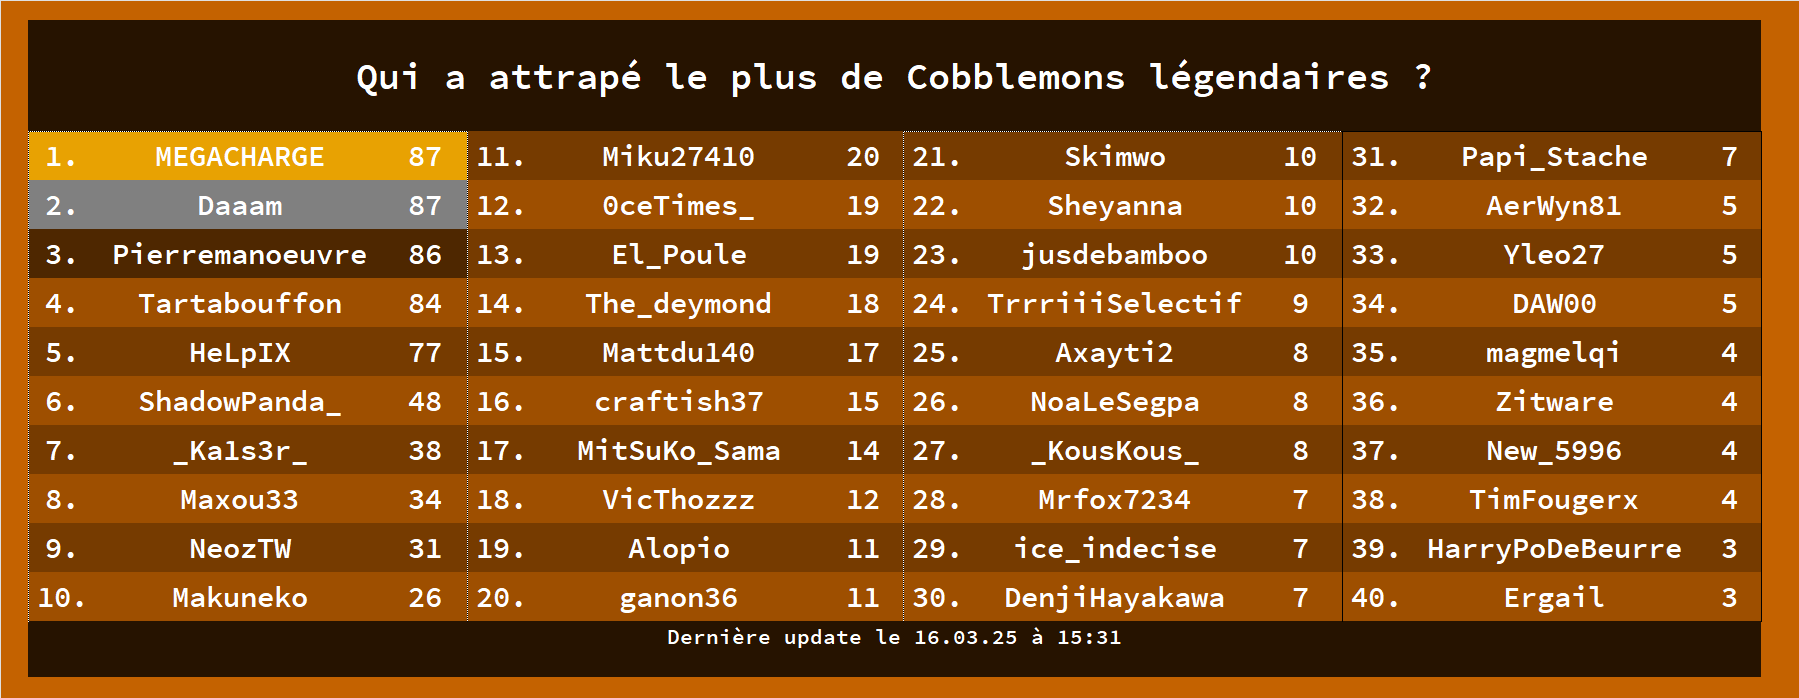 Qui a attrapé le plus de Cobblemons légendaires ?
1. MEGACHARGE 87
2. Daaam 87
3. Pierremanoeuvre 86
4. Tartabouffon 84
5. HeLpIX 77
6. ShadowPanda_ 48
7. _Ka1s3r_ 38
8. Maxou33 34
9. NeozTW 31
10. Makuneko 26
11. Miku27410 20
12. 0ceTimes_ 19
13. El_Poule 19
14. The_deymond 18
15. Mattdu140 17
16. craftish37 15
17. MitSuKo_Sama 14
18. VicThozzz 12
19. Alopio 11
20. ganon36 11
21. Skimwo 10
22. Sheyanna 10
23. jusdebamboo 10
24. TrrriiiSelectif 9
25. Axayti2 8
26. NoaLeSegpa 8
27. _KousKous_ 8
28. Mrfox7234 7
29. ice_indecise 7
30. DenjiHayakawa 7
31. Papi_Stache 7
32. AerWyn81 5
33. Yleo27 5
34. DAW00 5
35. magmelqi 4
36. Zitware 4
37. New_5996 4
38. TimFougerx 4
39. HarryPoDeBeurre 3
40. Ergail 3
Dernière update le 16.03.25 à 15:31